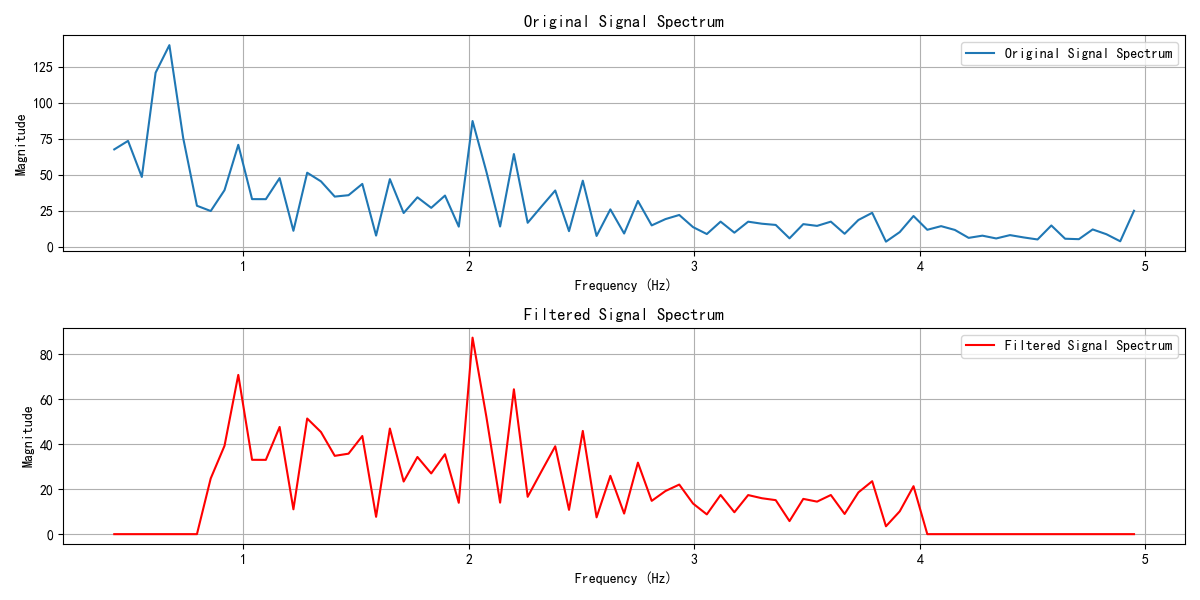 Original Signal Spectrum
Original Signal Spectrum
Magnitude
125
100
75
50
25
0
1 2 3 4 5
Frequency (Hz)
Filtered Signal Spectrum
Filtered Signal Spectrum
Magnitude
80
60
40
20
0
1 2 3 4 5
Frequency (Hz)